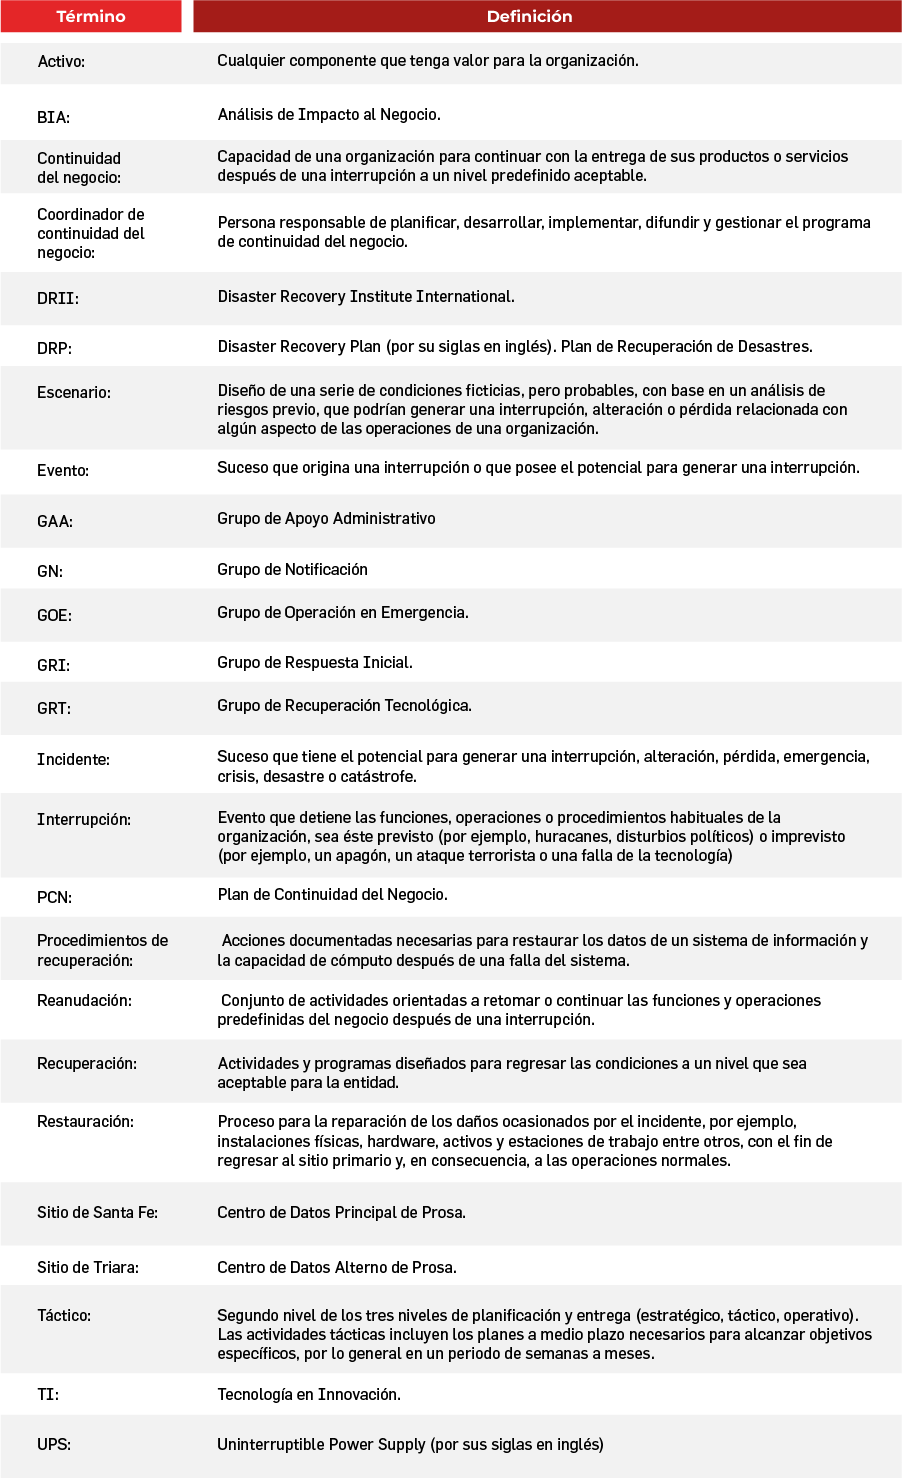 Término Definición
Activo: Cualquier componente que tenga valor para la organización.
BIA: Análisis de Impacto al Negocio.
Continuidad
del negocio:
Capacidad de una organización para continuar con la entrega de sus productos o servicios
después de una interrupción a un nivel predefinido aceptable.
Coordinador de
continuidad del
negocio:
Persona responsable de planificar, desarrollar, implementar, difundir y gestionar el programa
de continuidad del negocio.
DRII: Disaster Recovery Institute International.
DRP: Disaster Recovery Plan (por su siglas en inglés). Plan de Recuperación de Desastres.
Escenario: Diseño de una serie de condiciones ficticias, pero probables, con base en un análisis de
riesgos previo, que podrían generar una interrupción, alteración o pérdida relacionada con
algún aspecto de las operaciones de una organización.
Evento: Suceso que origina una interrupción o que posee el potencial para generar una interrupción.
GAA: Grupo de Apoyo Administrativo
GN: Grupo de Notificación
GOE: Grupo de Operación en Emergencia.
GRI: Grupo de Respuesta Inicial.
GRT: Grupo de Recuperación Tecnológica.
Incidente: Suceso que tiene el potencial para generar una interrupción, alteración, pérdida, emergencia,
crisis, desastre o catástrofe.
Interrupción: Evento que detiene las funciones, operaciones o procedimientos habituales de la
organización, sea éste previsto (por ejemplo, huracanes, disturbios políticos) o imprevisto
(por ejemplo, un apagón, un ataque terrorista o una falla de la tecnología)
PCN: Plan de Continuidad del Negocio.
Procedimientos de
recuperación:
Acciones documentadas necesarias para restaurar los datos de un sistema de información y
la capacidad de cómputo después de una falla del sistema.
Reanudación: Conjunto de actividades orientadas a retomar o continuar las funciones y operaciones
predefinidas del negocio después de una interrupción.
Recuperación: Actividades y programas diseñados para regresar las condiciones a un nivel que sea
aceptable para la entidad.
Restauración: Proceso para la reparación de los daños ocasionados por el incidente, por ejemplo,
instalaciones físicas, hardware, activos y estaciones de trabajo entre otros, con el fin de
regresar al sitio primario y, en consecuencia, a las operaciones normales.
Sitio de Santa Fe: Centro de Datos Principal de Prosa.
Sitio de Triara: Centro de Datos Alterno de Prosa.
Táctico: Segundo nivel de los tres niveles de planificación y entrega (estratégico, táctico, operativo).
Las actividades tácticas incluyen los planes a medio plazo necesarios para alcanzar objetivos
específicos, por lo general en un periodo de semanas a meses.
TI: Tecnología en Innovación.
UPS: Uninterruptible Power Supply (por sus siglas en inglés)